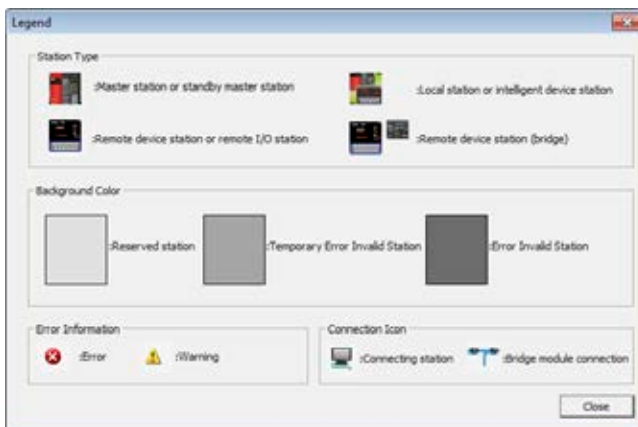 Legend
Station Type
:Master station or standby master station
:Local station or intelligent device station
:Remote device station or remote I/O station
:Remote device station (bridge)
Background Color
:Reserved station
:Temporary Error Invalid Station
:Error Invalid Station
Error Information
:Error
:Warning
Connection Icon
:Connecting station
:Bridge module connection
Close